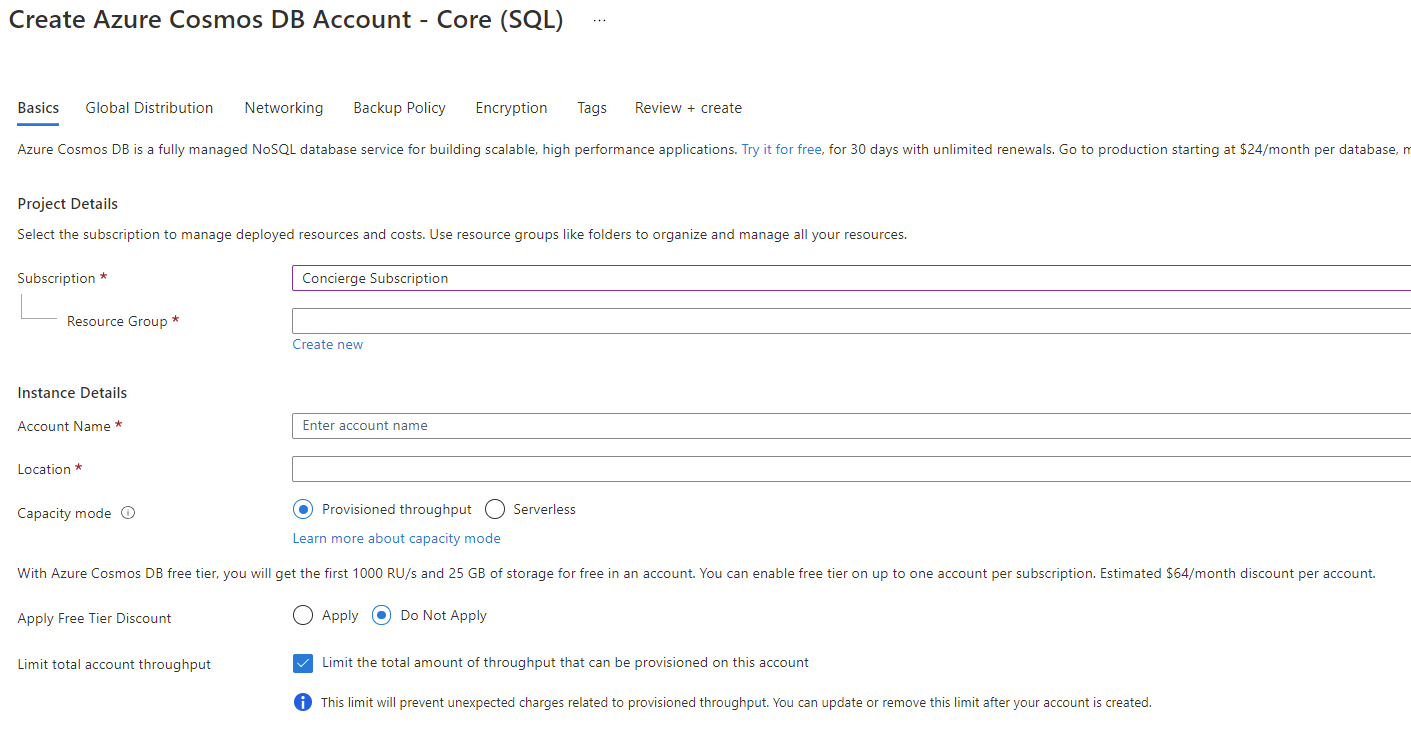 Create Azure Cosmos DB Account - Core (SQL) ...
Basics Global Distribution Networking Backup Policy Encryption Tags Review + create
Azure Cosmos DB is a fully managed NoSQL database service for building scalable, high performance applications. Try it for free, for 30 days with unlimited renewals. Go to production starting at $24/month per database, m
Project Details
Select the subscription to manage deployed resources and costs. Use resource groups like folders to organize and manage all your resources.
Subscription * Concierge Subscription
Resource Group *
Create new
Instance Details
Account Name * Enter account name
Location *
Capacity mode Provisioned throughput Serverless
Learn more about capacity mode
With Azure Cosmos DB free tier, you will get the first 1000 RU/s and 25 GB of storage for free in an account. You can enable free tier on up to one account per subscription. Estimated $64/month discount per account.
Apply Free Tier Discount Apply Do Not Apply
Limit total account throughput Limit the total amount of throughput that can be provisioned on this account
This limit will prevent unexpected charges related to provisioned throughput. You can update or remove this limit after your account is created.